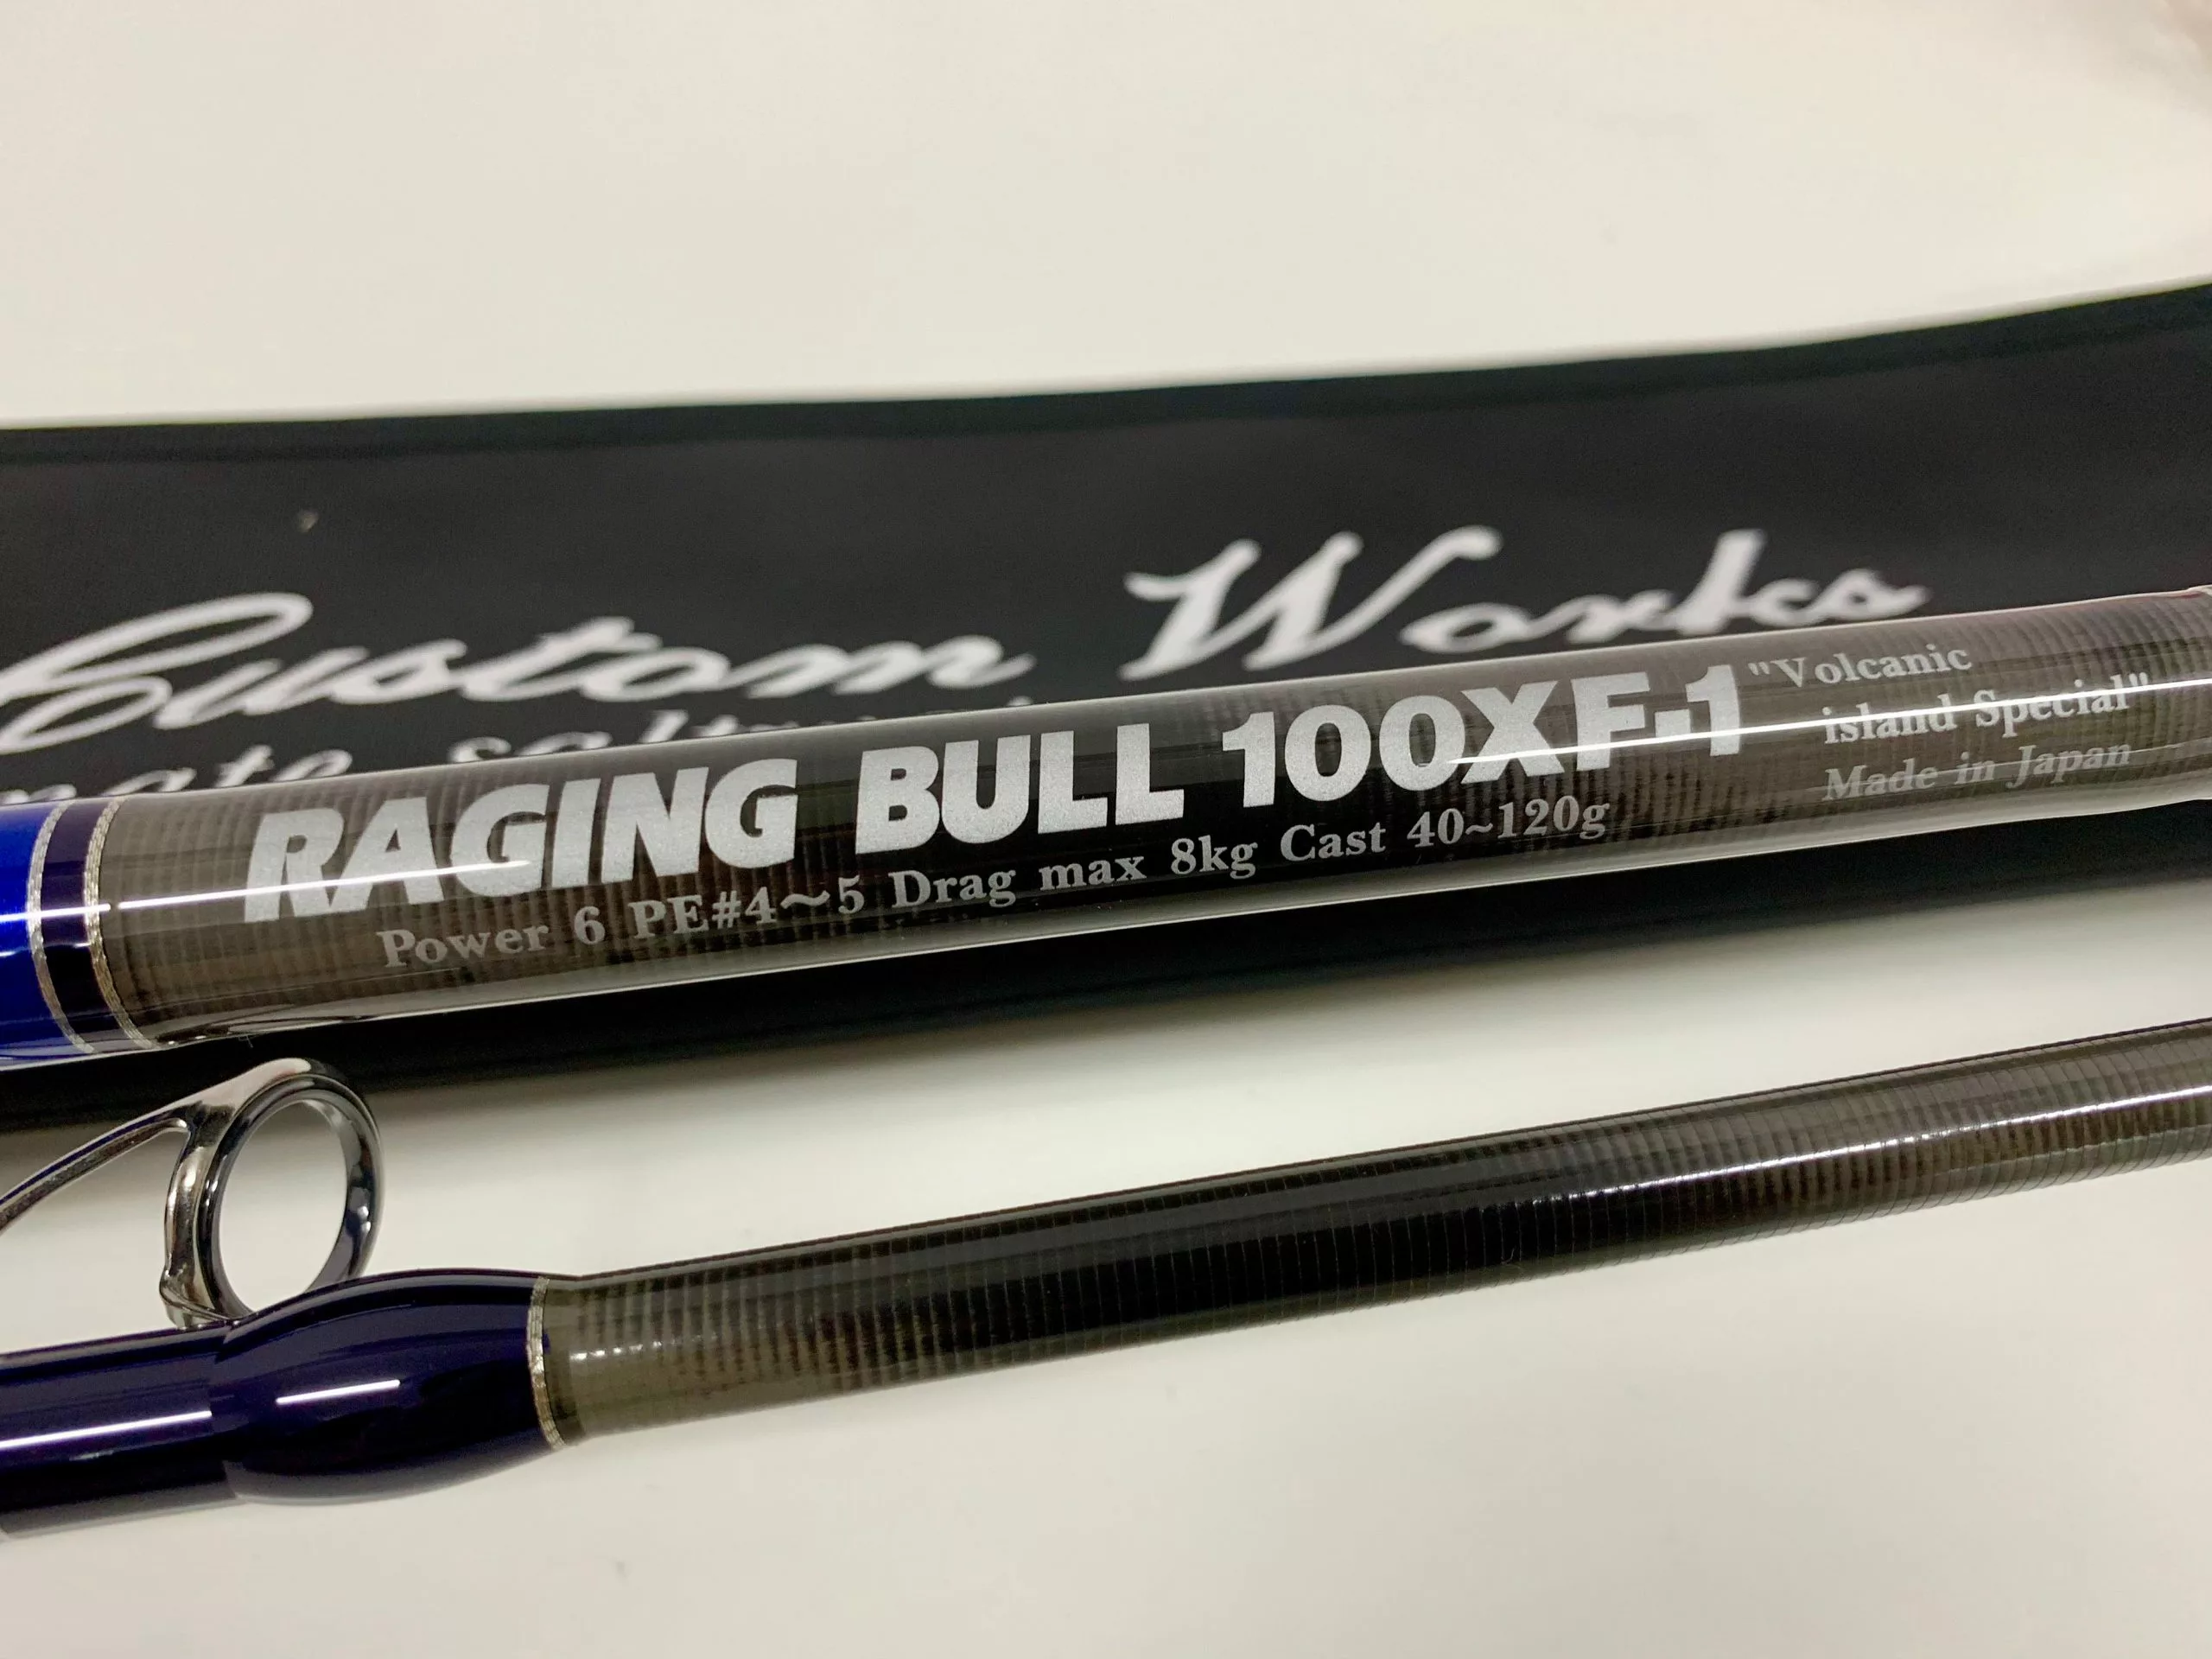 Custom Works
RAGING BULL 100XF-1
"Volcanic
island Special"
Made in Japan
Power 6 PE#4~5 Drag max 8kg Cast 40~120g